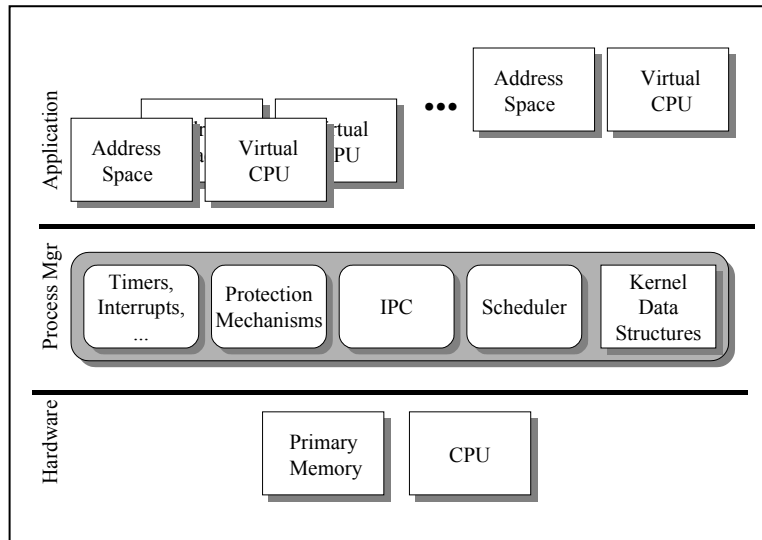 Application
Address
Space
Virtual
CPU
Address
Space
Virtual
CPU
Process Mgr
Timers,
Interrupts,
...
Protection
Mechanisms
IPC
Scheduler
Kernel
Data
Structures
Hardware
Primary
Memory
CPU